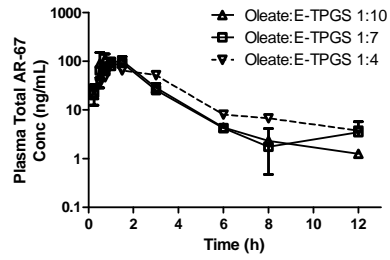 Oleate:E-TPGS 1:10
Oleate:E-TPGS 1:7
Oleate:E-TPGS 1:4
Plasma Total AR-67
Conc (ng/mL)
1000
100
10
1
0.1
0 2 4 6 8 10 12
Time (h)